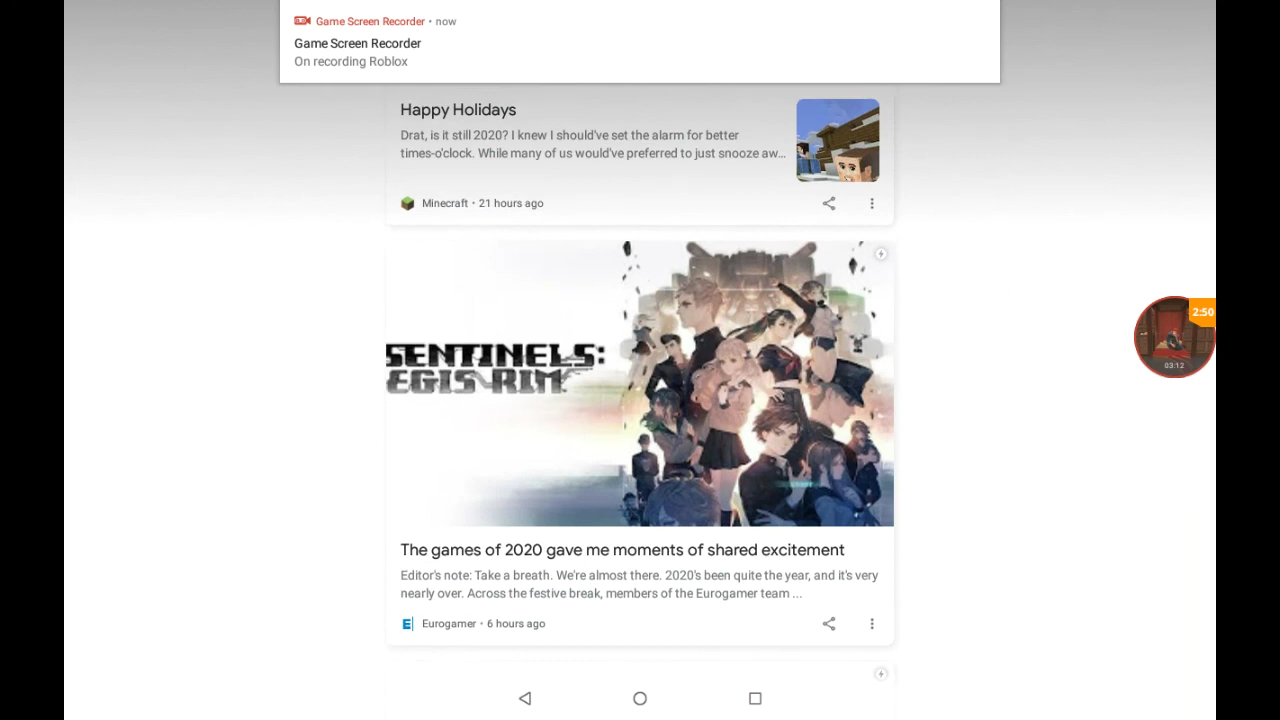 Game Screen Recorder • now
Game Screen Recorder
On recording Roblox
Happy Holidays
Drat, is it still 2020? I knew I should've set the alarm for better
times-o'clock. While many of us would've preferred to just snooze aw…
Minecraft • 21 hours ago
2:50
03:12
SENTINELS:
EGIS RIM
The games of 2020 gave me moments of shared excitement
Editor's note: Take a breath. We're almost there. 2020's been quite the year, and it's very
nearly over. Across the festive break, members of the Eurogamer team ...
E Eurogamer • 6 hours ago